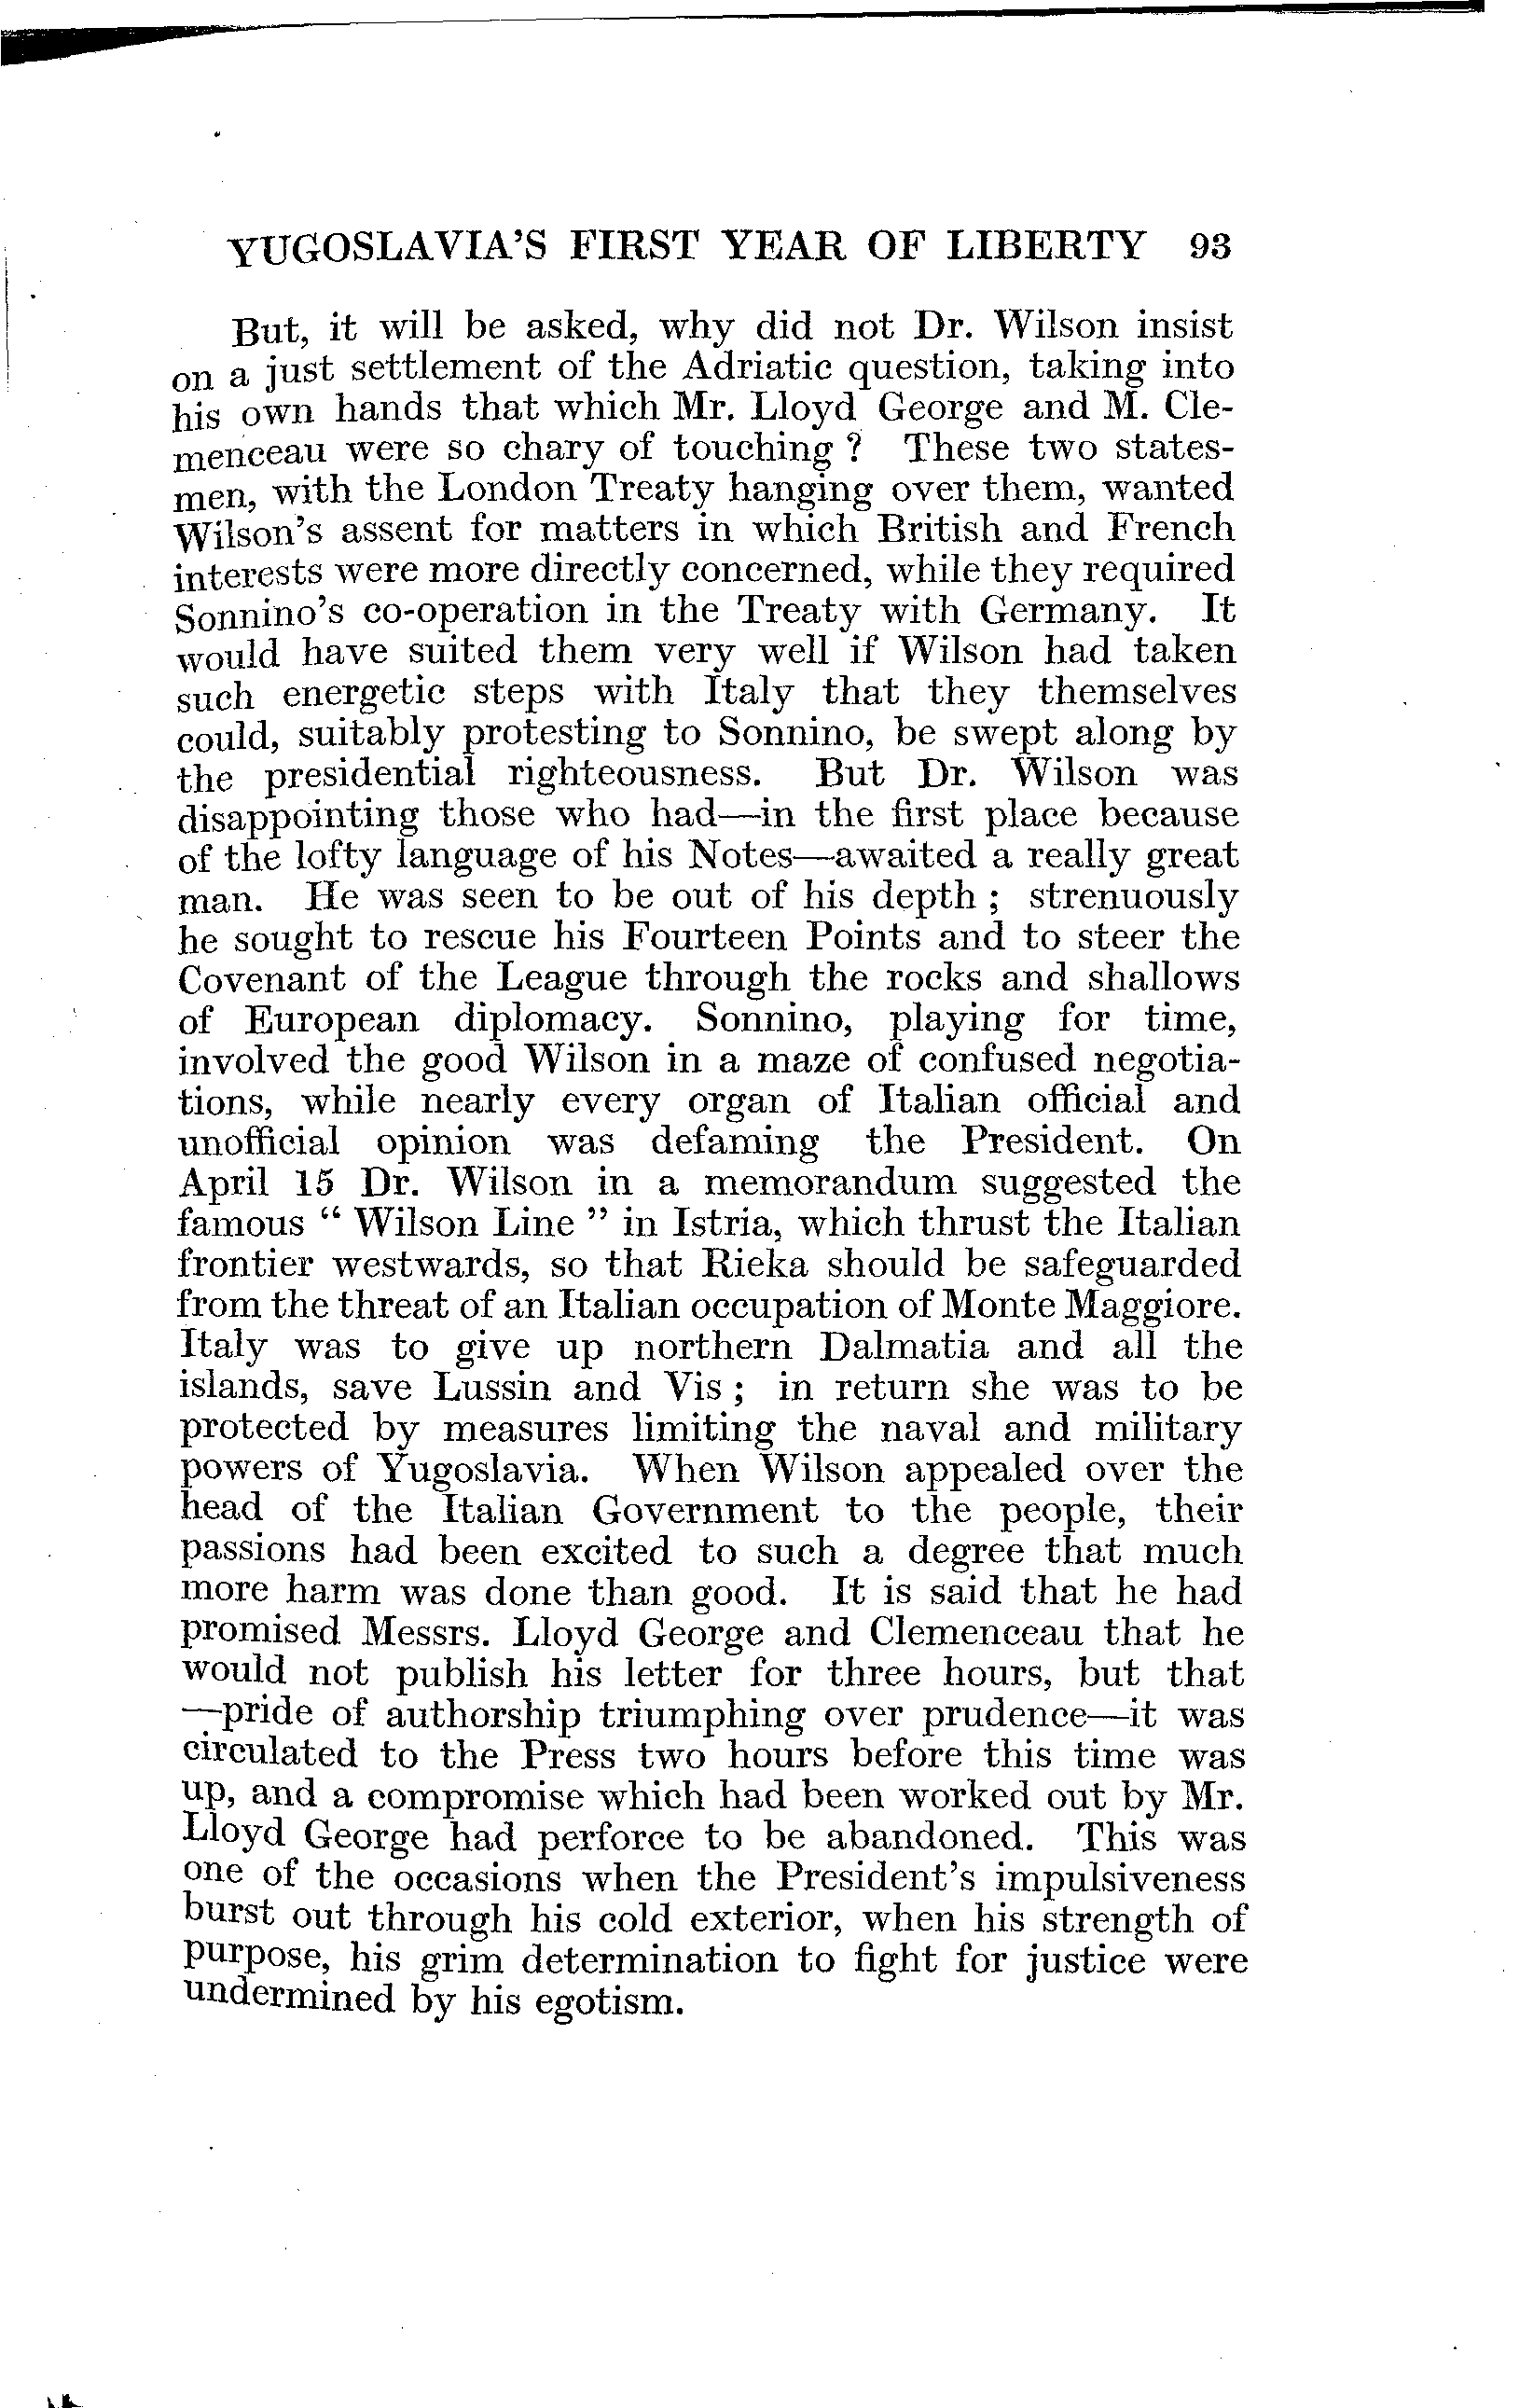 YUGOSLAVIA'S FIRST YEAR OF LIBERTY 93
But, it will be asked, why did not Dr. Wilson insist
on a just settlement of the Adriatic question, taking into
his own hands that which Mr. Lloyd George and M. Cle-
menceau were so chary of touching ? These two states-
men, with the London Treaty hanging over them, wanted
Wilson's assent for matters in which British and French
interests were more directly concerned, while they required
Sonnino's co-operation in the Treaty with Germany. It
would have suited them very well if Wilson had taken
such energetic steps with Italy that they themselves
could, suitably protesting to Sonnino, be swept along by
the presidential righteousness. But Dr. Wilson was
disappointing those who had—in the first place because
of the lofty language of his Notes—awaited a really great
man. He was seen to be out of his depth ; strenuously
he sought to rescue his Fourteen Points and to steer the
Covenant of the League through the rocks and shallows
of European diplomacy. Sonnino, playing for time,
involved the good Wilson in a maze of confused negotia-
tions, while nearly every organ of Italian official and
unofficial opinion was defaming the President. On
April 15 Dr. Wilson in a memorandum suggested the
famous “ Wilson Line ” in Istria, which thrust the Italian
frontier westwards, so that Rieka should be safeguarded
from the threat of an Italian occupation of Monte Maggiore.
Italy was to give up northern Dalmatia and all the
islands, save Lussin and Vis ; in return she was to be
protected by measures limiting the naval and military
powers of Yugoslavia. When Wilson appealed over the
head of the Italian Government to the people, their
passions had been excited to such a degree that much
more harm was done than good. It is said that he had
promised Messrs. Lloyd George and Clemenceau that he
would not publish his letter for three hours, but that
—pride of authorship triumphing over prudence—it was
circulated to the Press two hours before this time was
up, and a compromise which had been worked out by Mr.
Lloyd George had perforce to be abandoned. This was
one of the occasions when the President's impulsiveness
burst out through his cold exterior, when his strength of
purpose, his grim determination to fight for justice were
undermined by his egotism.